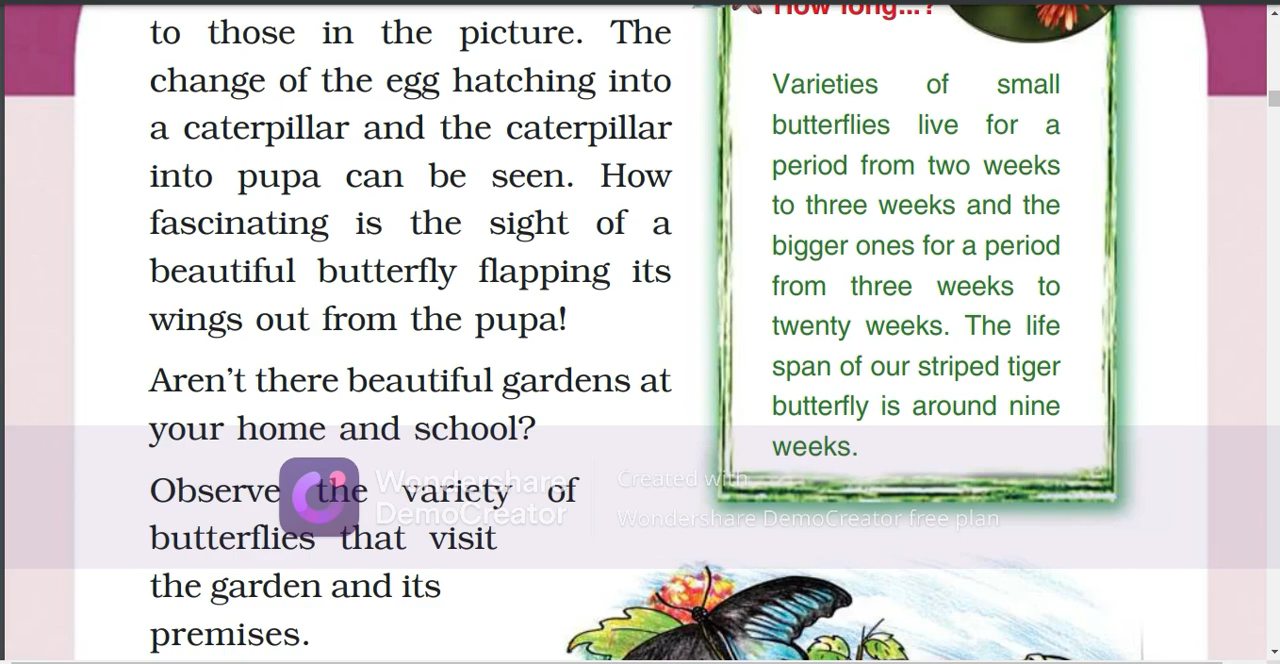 to those in the picture. The
change of the egg hatching into
a caterpillar and the caterpillar
into pupa can be seen. How
fascinating is the sight of a
beautiful butterfly flapping its
wings out from the pupa!
Aren't there beautiful gardens at
your home and school?
Observe the variety of
butterflies that visit
the garden and its
premises.
How long...?
Varieties of small
butterflies live for a
period from two weeks
to three weeks and the
bigger ones for a period
from three weeks to
twenty weeks. The life
span of our striped tiger
butterfly is around nine
weeks.
Wondershare
DemoCreator
Created with
Wondershare DemoCreator free plan